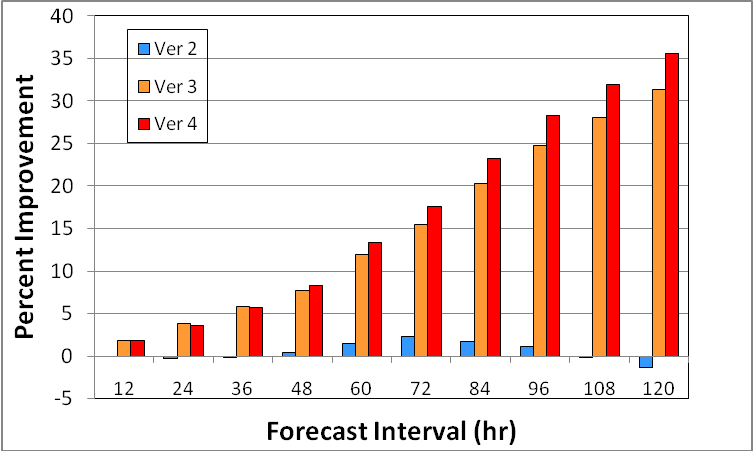 40
35
30
25
20
15
10
5
0
-5
Percent Improvement
Ver 2
Ver 3
Ver 4
12 24 36 48 60 72 84 96 108 120
Forecast Interval (hr)